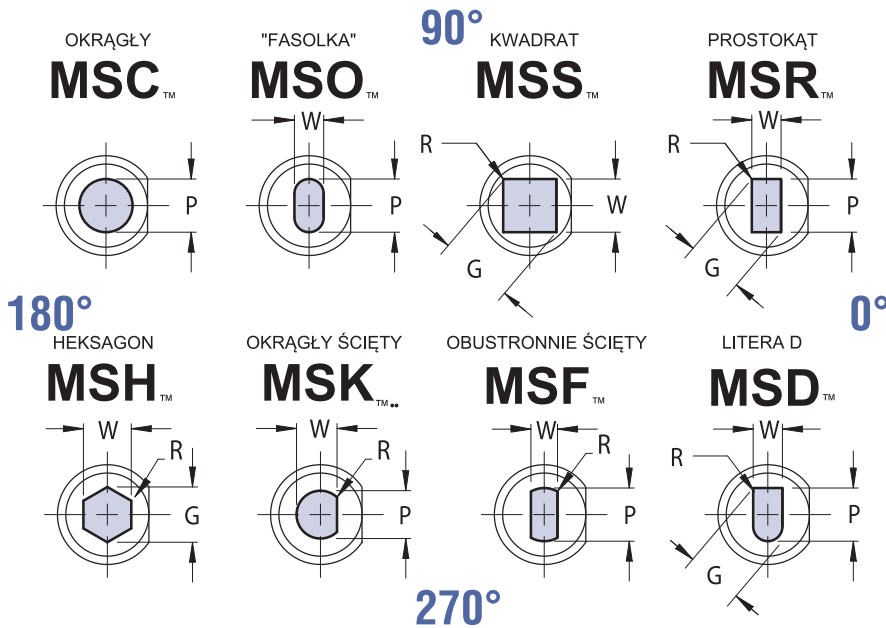 90°
OKRĄGŁY
"FASOLKA"
KWADRAT
PROSTOKĄT
MSC™
MSO™
MSS™
MSR™
W
W
R
R
P
P
W
P
G
G
180°
0°
HEKSAGON
OKRĄGŁY ŚCIĘTY
OBUSTRONNIE ŚCIĘTY
LITERA D
MSH™
MSK™..
MSF™
MSD™
W
W
W
W
R
R
R
R
G
P
P
P
G
270°